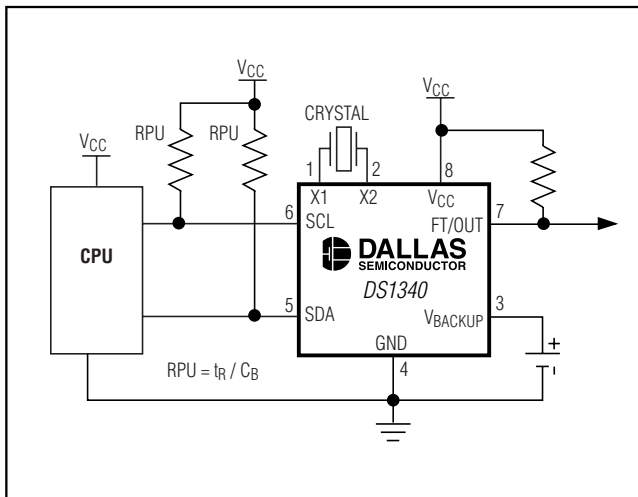 VCC
VCC
CRYSTAL
RPU
RPU
VCC
1
2
8
X1
X2
VCC
6
SCL
7
FT/OUT
CPU
DALLAS
SEMICONDUCTOR
DS1340
5
SDA
3
VBACKUP
GND
4
+
-
RPU = tR / CB